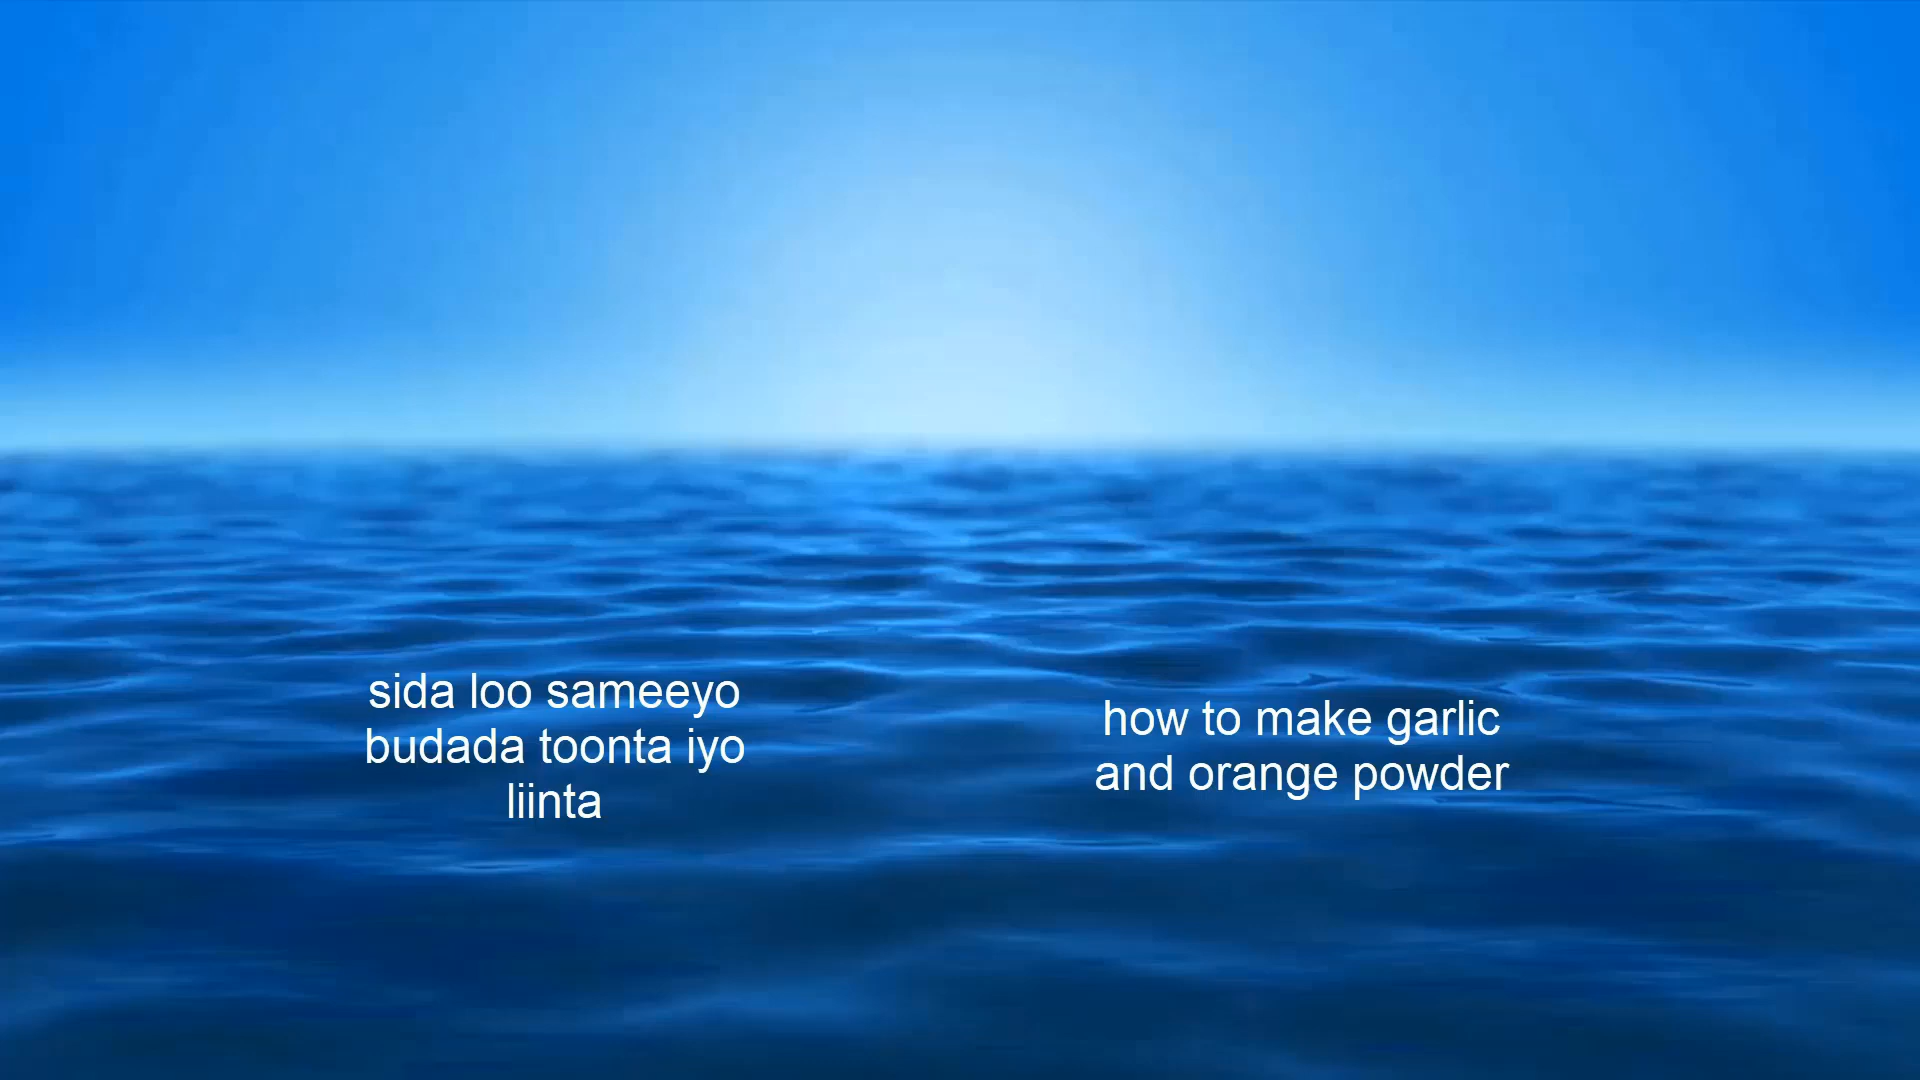 sida loo sameeyo
budada toonta iyo
liinta
how to make garlic
and orange powder